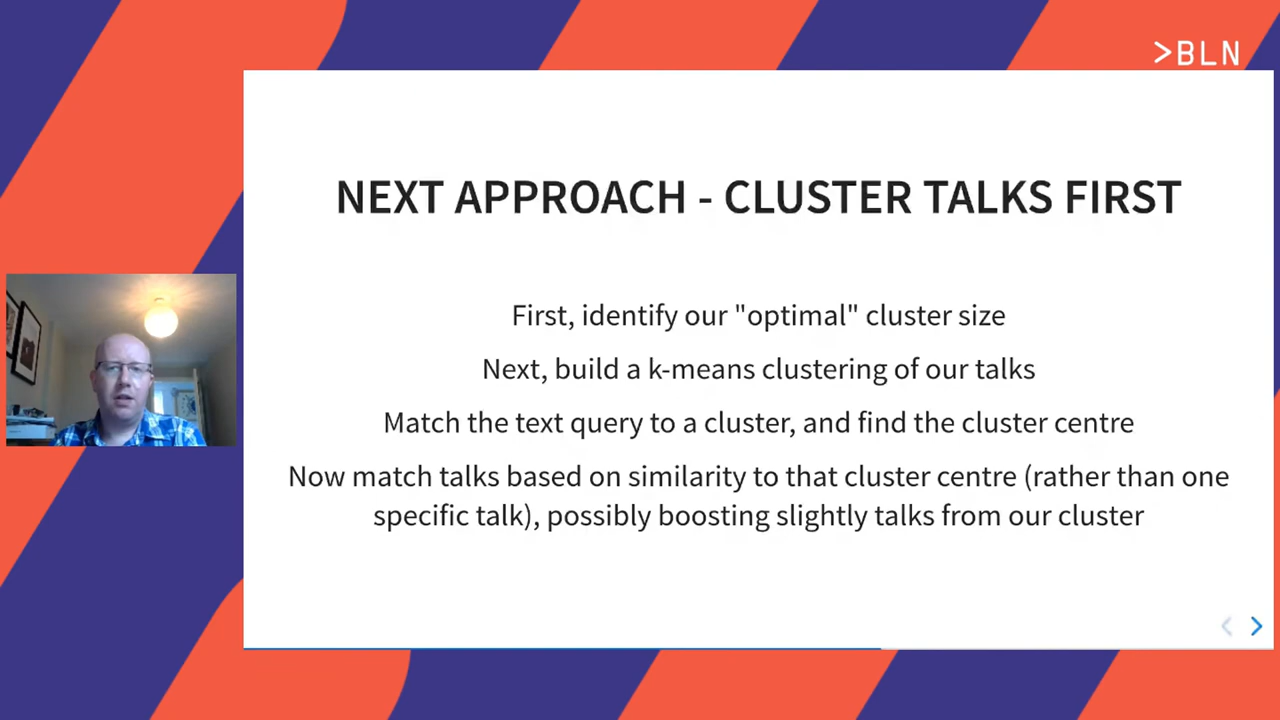 >BLN
NEXT APPROACH - CLUSTER TALKS FIRST
First, identify our "optimal" cluster size
Next, build a k-means clustering of our talks
Match the text query to a cluster, and find the cluster centre
Now match talks based on similarity to that cluster centre (rather than one
specific talk), possibly boosting slightly talks from our cluster